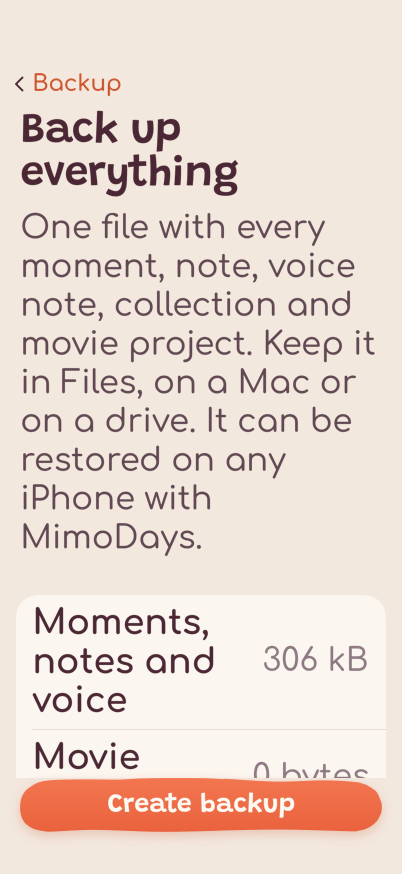 Backup
Back up
everything
One file with every
moment, note, voice
note, collection and
movie project. Keep it
in Files, on a Mac or
on a drive. It can be
restored on any
iPhone with
MimoDays.
Moments,
notes and
voice
306 kB
Movie
0 bytes
Create backup